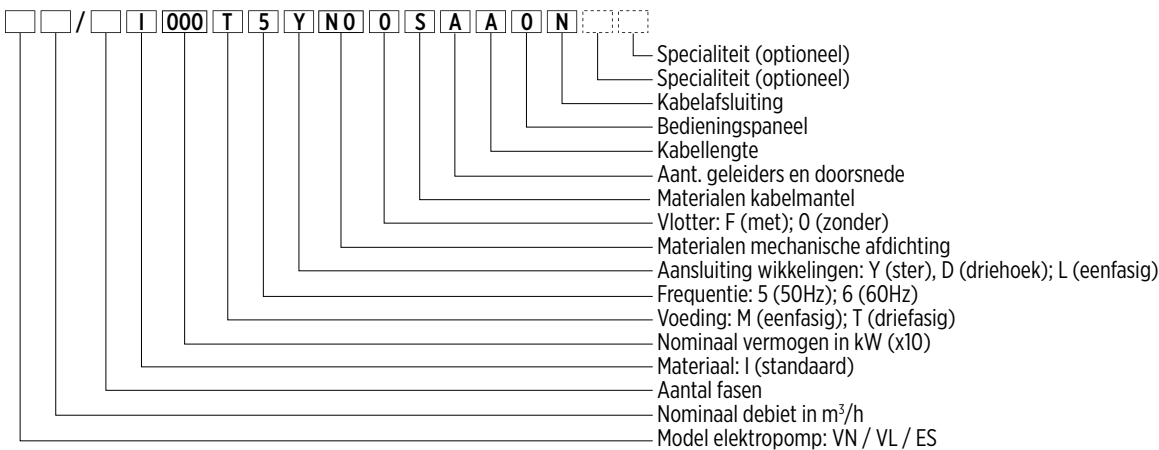 / I 000 T 5 Y N0 0 S A A 0 N
Specialiteit (optioneel)
Specialiteit (optioneel)
Kabelafsluiting
Bedieningspaneel
Kabellengte
Aant. geleiders en doorsnede
Materialen kabelmantel
Vlotter: F (met); 0 (zonder)
Materialen mechanische afdichting
Aansluiting wikkelingen: Y (ster), D (driehoek); L (eenfasig)
Frequentie: 5 (50Hz); 6 (60Hz)
Voeding: M (eenfasig); T (driefasig)
Nominaal vermogen in kW (x10)
Materiaal: I (standaard)
Aantal fasen
Nominaal debiet in m³/h
Model elektropomp: VN / VL / ES